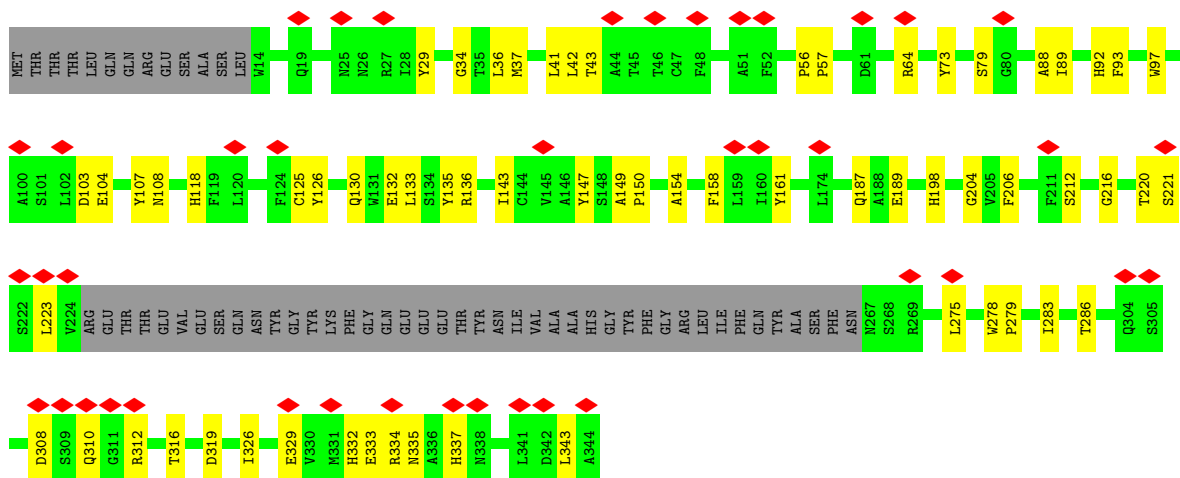 MET THR THR THR LEU GLN GLN ARG GLU SER ALA SER LEU W14 Q19 N25 N26 R27 I28 Y29 G34 T35 L36 M37 L41 L42 T43 A44 T45 T46 C47 F48 A51 F52 P56 P57 D61 R64 Y73 S79 G80 A88 I89 H92 F93 W97
A100 S101 L102 D103 E104 Y107 N108 H118 F119 L120 F124 C125 Y126 Q130 W131 E132 L133 S134 Y135 R136 I143 C144 V145 A146 Y147 S148 A149 P150 A154 F158 L159 I160 Y161 L174 Q187 A188 E189 H198 G204 V205 F206 F211 S212 G216 T220 S221
S222 L223 V224 ARG GLU THR THR GLU VAL GLU SER GLN ASN TYR GLY TYR LYS PHE GLY GLN GLU GLU GLU THR TYR ASN ILE VAL ALA ALA HIS GLY TYR PHE GLY ARG LEU ILE PHE GLN TYR ALA SER PHE ASN N267 S268 R269 L275 W278 P279 I283 T286 Q304 S305
D308 S309 Q310 G311 R312 T316 D319 I326 E329 V330 M331 H332 E333 R334 N335 A336 H337 N338 L341 D342 L343 A344